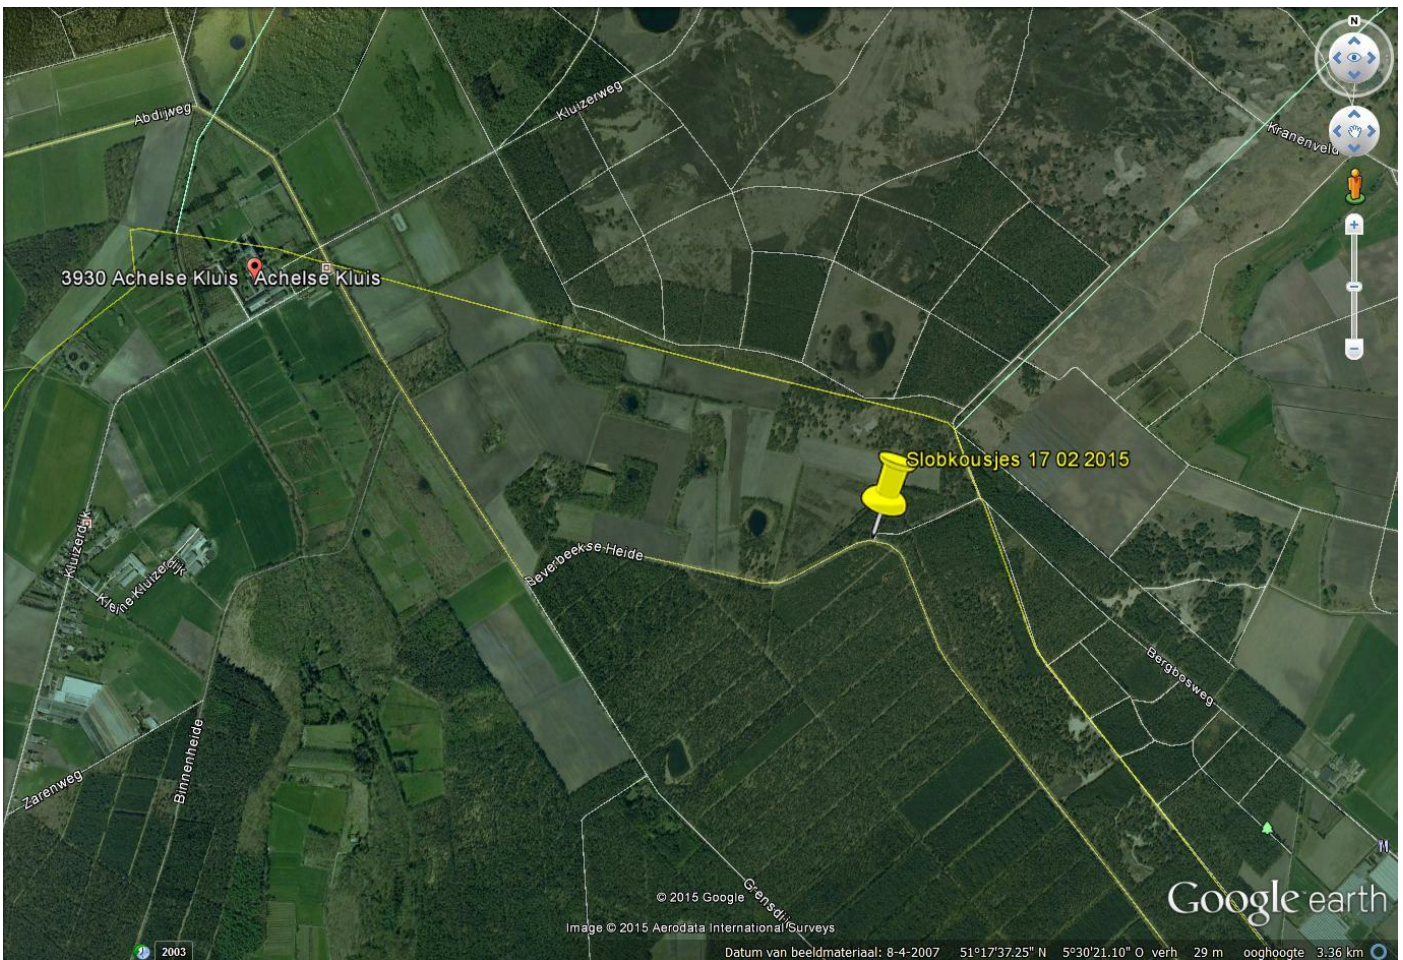 N
Kluizerweg
Abdijweg
Kranenveld
3930 Achelse Kluis Achelse Kluis
Slobkousjes 17 02 2015
Kluizerdijk
Beverbeekse Heide
Kleine Kluizerdijk
Bergbosweg
Binnenheide
Zarenweg
Grensdijk
© 2015 Google
Google earth
Image © 2015 Aerodata International Surveys
2003
Datum van beeldmateriaal: 8-4-2007 51°17'37.25" N 5°30'21.10" O verh 29 m ooghoogte 3.36 km